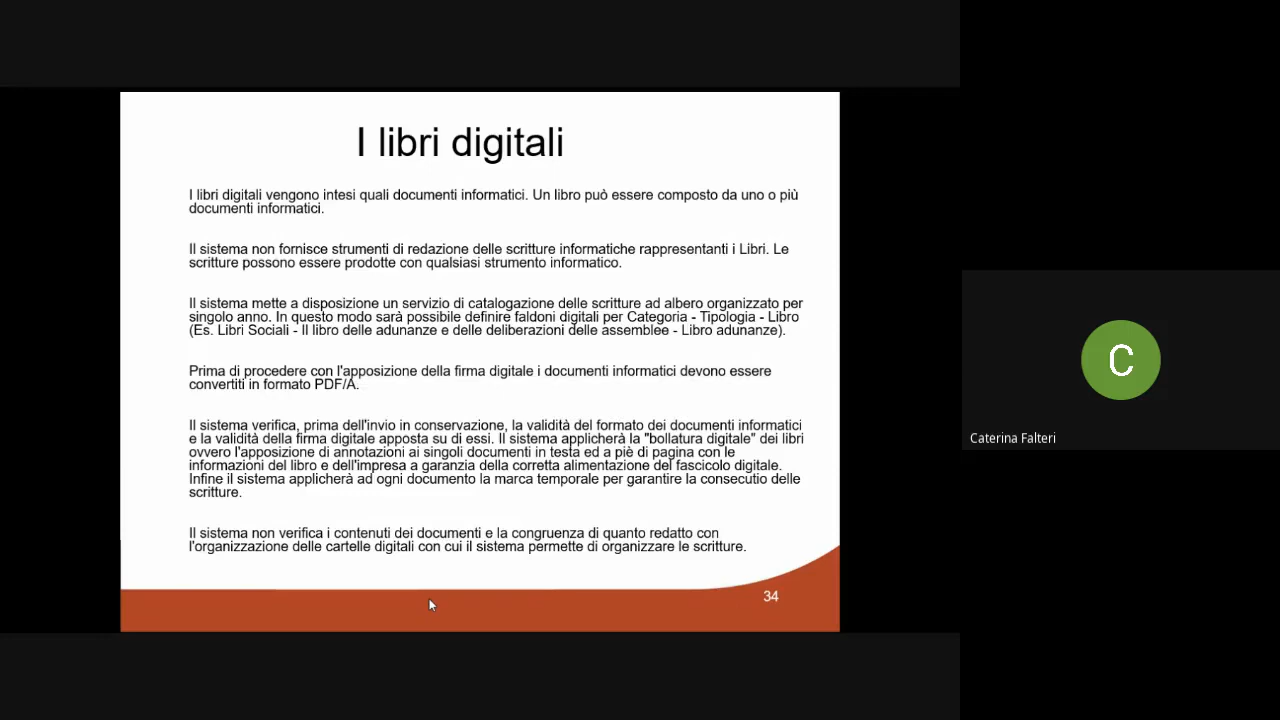 I libri digitali
I libri digitali vengono intesi quali documenti informatici. Un libro può essere composto da uno o più
documenti informatici.
Il sistema non fornisce strumenti di redazione delle scritture informatiche rappresentanti i Libri. Le
scritture possono essere prodotte con qualsiasi strumento informatico.
Il sistema mette a disposizione un servizio di catalogazione delle scritture ad albero organizzato per
singolo anno. In questo modo sarà possibile definire faldoni digitali per Categoria - Tipologia - Libro
(Es. Libri Sociali - Il libro delle adunanze e delle deliberazioni delle assemblee - Libro adunanze).
Prima di procedere con l'apposizione della firma digitale i documenti informatici devono essere
convertiti in formato PDF/A.
Il sistema verifica, prima dell'invio in conservazione, la validità del formato dei documenti informatici
e la validità della firma digitale apposta su di essi. Il sistema applicherà la "bollatura digitale" dei libri
ovvero l'apposizione di annotazioni ai singoli documenti in testa ed a piè di pagina con le
informazioni del libro e dell'impresa a garanzia della corretta alimentazione del fascicolo digitale.
Infine il sistema applicherà ad ogni documento la marca temporale per garantire la consecutio delle
scritture.
Il sistema non verifica i contenuti dei documenti e la congruenza di quanto redatto con
l'organizzazione delle cartelle digitali con cui il sistema permette di organizzare le scritture.
34
C
Caterina Falteri